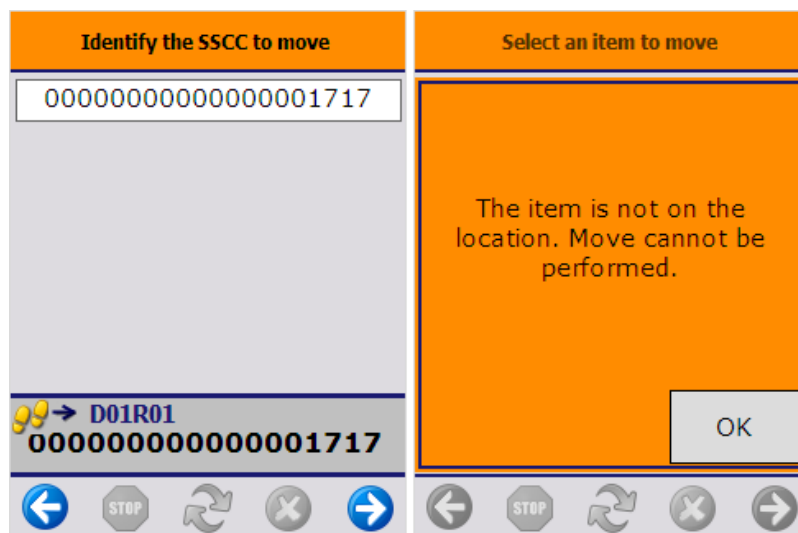 Identify the SSCC to move
00000000000000001717
D01R01
000000000000001717
STOP
Select an item to move
The item is not on the
location. Move cannot be
performed.
OK
STOP